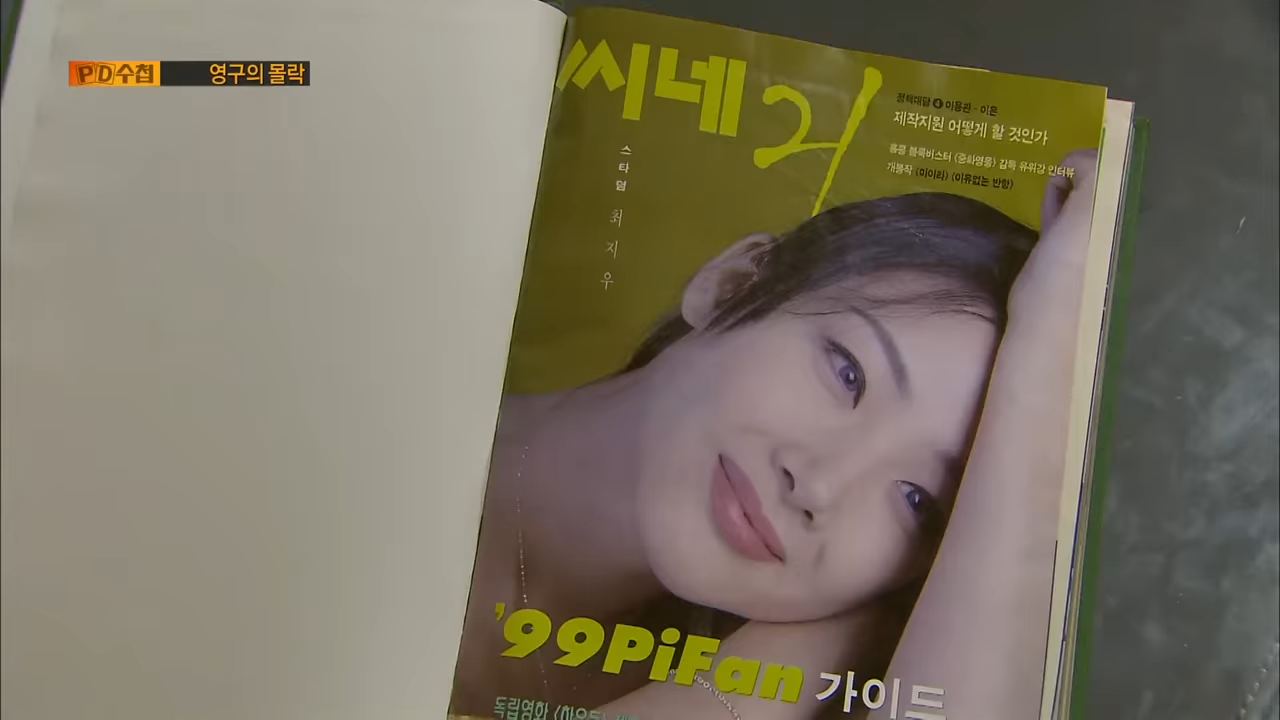 PD수첩 영구의 몰락
씨네21
정책대담 4 이용관 - 이은
제작지원 어떻게 할 것인가
홍콩 블록버스터 〈중화영웅〉 감독 유위강 인터뷰
개봉작 〈미이라〉 〈이유없는 반항〉
스타덤 최지우
'99PiFan 가이드
독립영화